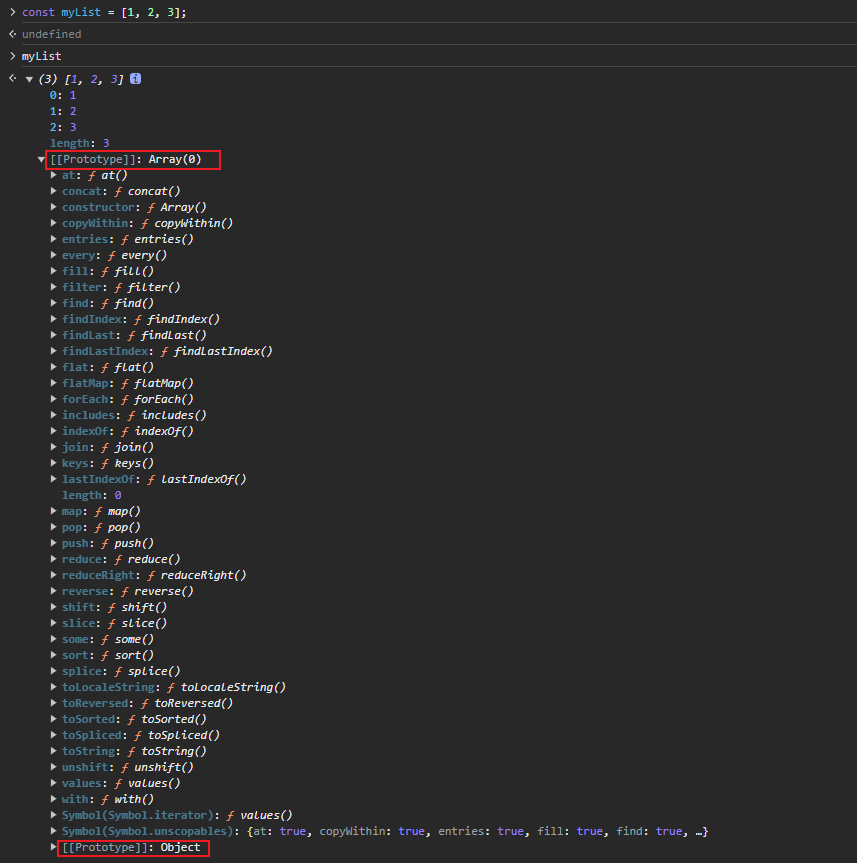 > const myList = [1, 2, 3];
undefined
> myList
(3) [1, 2, 3] i
0: 1
1: 2
2: 3
length: 3
[[Prototype]]: Array(0)
at: ƒ at()
concat: ƒ concat()
constructor: ƒ Array()
copyWithin: ƒ copyWithin()
entries: ƒ entries()
every: ƒ every()
fill: ƒ fill()
filter: ƒ filter()
find: ƒ find()
findIndex: ƒ findIndex()
findLast: ƒ findLast()
findLastIndex: ƒ findLastIndex()
flat: ƒ flat()
flatMap: ƒ flatMap()
forEach: ƒ forEach()
includes: ƒ includes()
indexOf: ƒ indexOf()
join: ƒ join()
keys: ƒ keys()
lastIndexOf: ƒ lastIndexOf()
length: 0
map: ƒ map()
pop: ƒ pop()
push: ƒ push()
reduce: ƒ reduce()
reduceRight: ƒ reduceRight()
reverse: ƒ reverse()
shift: ƒ shift()
slice: ƒ slice()
some: ƒ some()
sort: ƒ sort()
splice: ƒ splice()
toLocaleString: ƒ toLocaleString()
toReversed: ƒ toReversed()
toSorted: ƒ toSorted()
toSpliced: ƒ toSpliced()
toString: ƒ toString()
unshift: ƒ unshift()
values: ƒ values()
with: ƒ with()
Symbol(Symbol.iterator): ƒ values()
Symbol(Symbol.unscopables): {at: true, copyWithin: true, entries: true, fill: true, find: true, …}
[[Prototype]]: Object